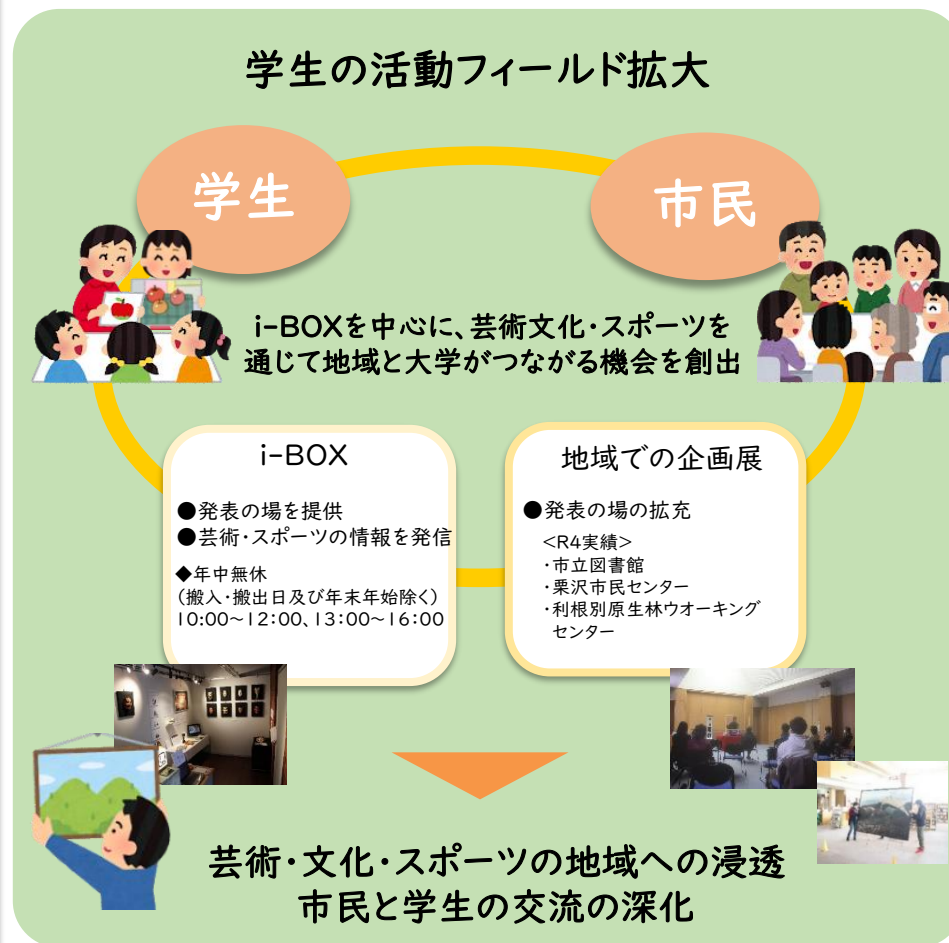 学生の活動フィールド拡大
学生
市民
i-BOXを中心に、芸術文化・スポーツを
通じて地域と大学がつながる機会を創出
i-BOX
●発表の場を提供
●芸術・スポーツの情報を発信
◆年中無休
(搬入・搬出日及び年末年始除く)
10:00～12:00、13:00～16:00
地域での企画展
●発表の場の拡充
<R4実績>
・市立図書館
・栗沢市民センター
・利根別原生林ウオーキング
センター
芸術・文化・スポーツの地域への浸透
市民と学生の交流の深化